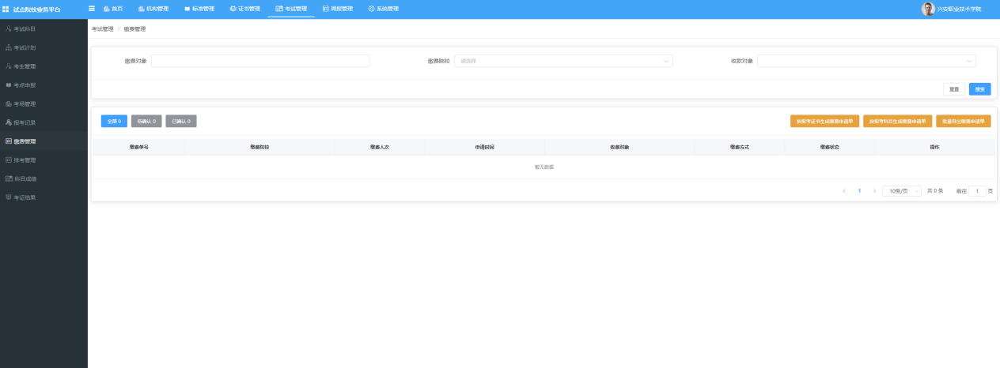 试点院校业务平台
首页 机构管理 标准管理 证书管理 考试管理 周报管理 系统管理
兴安职业技术学院
考试科目
考试计划
考生管理
考点申报
考场管理
报考记录
缴费管理
排考管理
科目成绩
考证结果
考试管理 > 缴费管理
缴费对象 缴费院校 请选择 收款对象
重置 搜索
全部 0 待确认 0 已确认 0 按报考证书生成缴费申请单 按报考科目生成缴费申请单 批量导出缴费申请单
缴费单号 缴费院校 缴费人次 申请时间 收费对象 缴费方式 缴费状态 操作
暂无数据
1 10条/页 共 0 条 前往 1 页